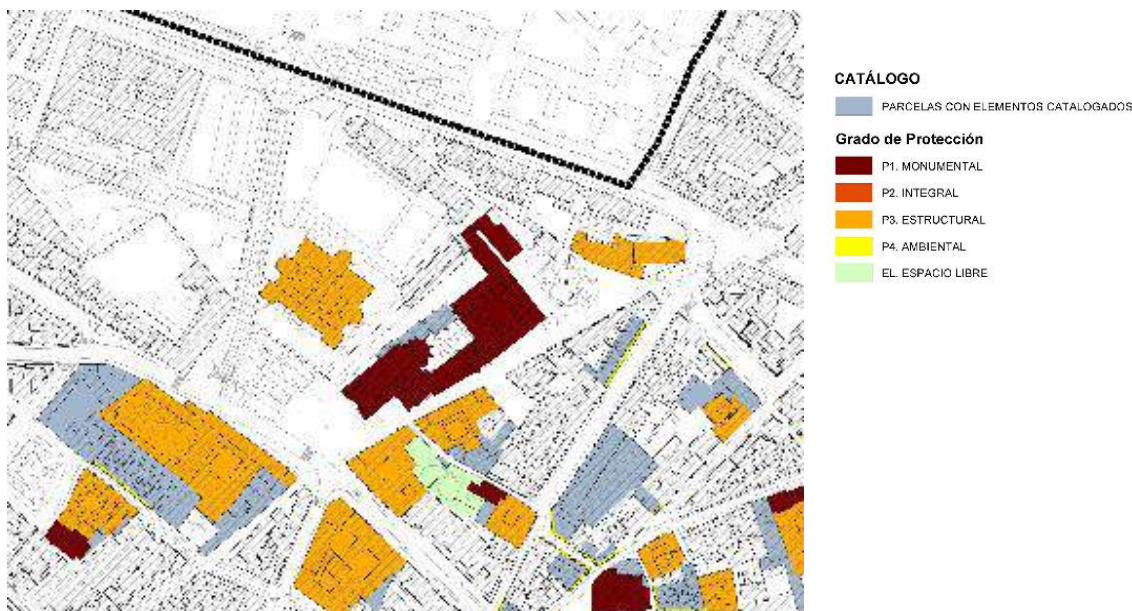 CATÁLOGO
PARCELAS CON ELEMENTOS CATALOGADOS
Grado de Protección
P1. MONUMENTAL
P2. INTEGRAL
P3. ESTRUCTURAL
P4. AMBIENTAL
EL. ESPACIO LIBRE